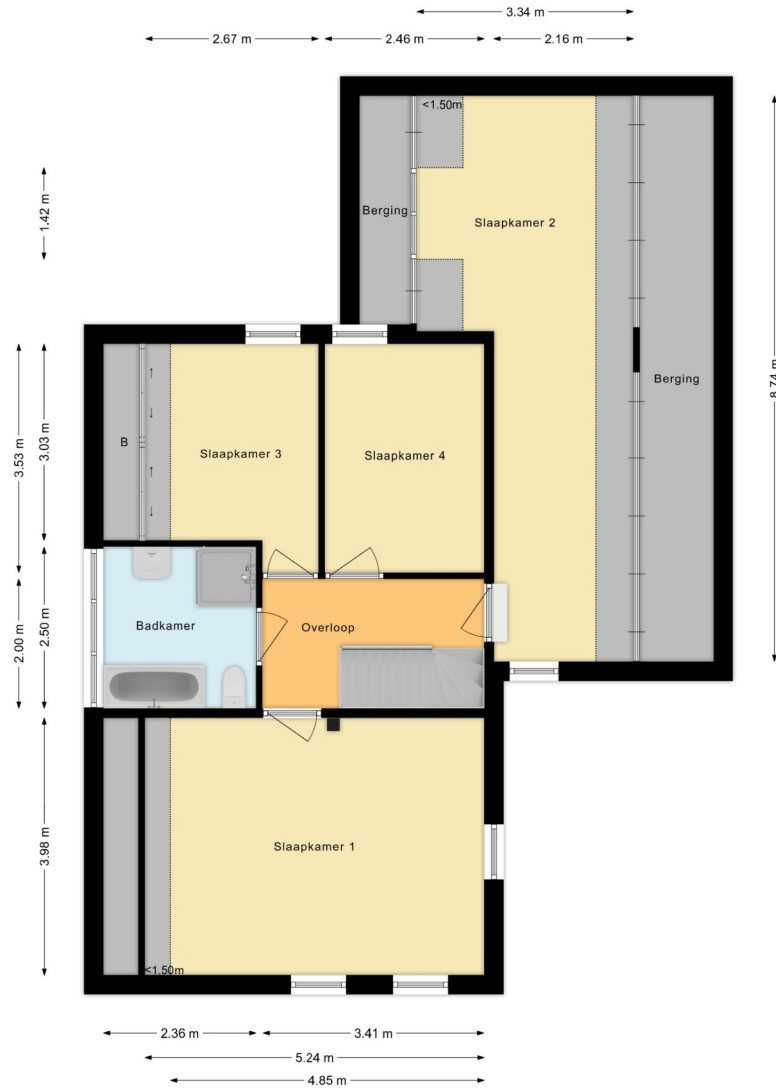 3.34 m
2.67 m
2.46 m
2.16 m
<1.50m
1.42 m
Berging
Slaapkamer 2
8.74 m
Berging
3.53 m
3.03 m
B
Slaapkamer 3
Slaapkamer 4
2.00 m
2.50 m
Badkamer
Overloop
3.98 m
Slaapkamer 1
<1.50m
2.36 m
3.41 m
5.24 m
4.85 m